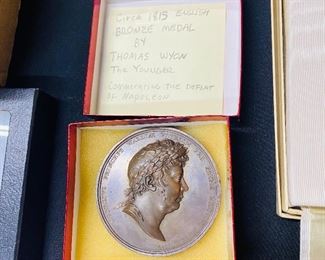 Circa 1815 ENGLISH
BRONZE MEDAL
BY
THOMAS WYON
THE YOUNGER
COMMERATING THE DEFEAT
OF NAPOLEON